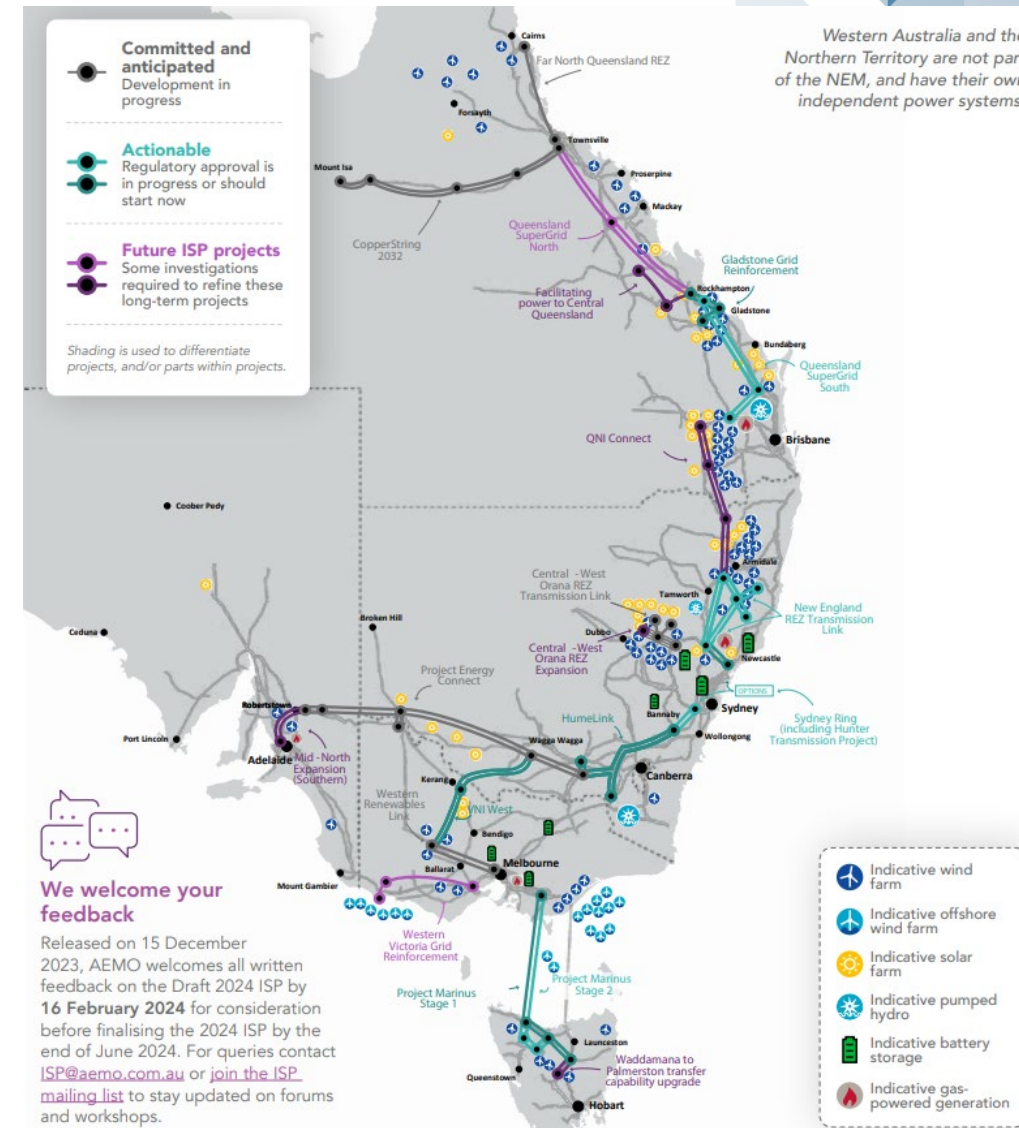 Committed and
anticipated
Development in
progress
Actionable
Regulatory approval is
in progress or should
start now
Future ISP projects
Some investigations
required to refine these
long-term projects
Shading is used to differentiate
projects, and/or parts within projects.
Western Australia and the
Northern Territory are not par
of the NEM, and have their own
independent power systems
Cairns
Far North Queensland REZ
Forsayth
Townsville
Mount Isa
Proserpine
Mackay
CopperString
2032
Queensland
SuperGrid
North
Gladstone Grid
Reinforcement
Facilitating
power to Central
Queensland
Rockhampton
Gladstone
Bundaberg
Queensland
SuperGrid
South
QNI Connect
Brisbane
Coober Pedy
Armidale
Central -West
Orana REZ
Transmission Link
Tamworth
New England
REZ Transmission
Link
Broken Hill
Dubbo
Ceduna
Central -West
Orana REZ
Expansion
Newcastle
Project Energy
Connect
OPTIONS
Robertstown
HumeLink
Bannaby
Sydney
Sydney Ring
(including Hunter
Transmission Project)
Port Lincoln
Wagga Wagga
Wollongong
Adelaide
Mid -North
Expansion
(Southern)
Canberra
Kerang
Western
Renewables
Link
VNI West
Bendigo
Melbourne
Ballarat
Mount Gambier
Western
Victoria Grid
Reinforcement
Project Marinus
Stage 1
Project Marinus
Stage 2
Launceston
Queenstown
Waddamana to
Palmerston transfer
capability upgrade
Hobart
We welcome your
feedback
Released on 15 December
2023, AEMO welcomes all written
feedback on the Draft 2024 ISP by
16 February 2024 for consideration
before finalising the 2024 ISP by the
end of June 2024. For queries contact
ISP@aemo.com.au or join the ISP
mailing list to stay updated on forums
and workshops.
Indicative wind
farm
Indicative offshore
wind farm
Indicative solar
farm
Indicative pumped
hydro
Indicative battery
storage
Indicative gas-
powered generation